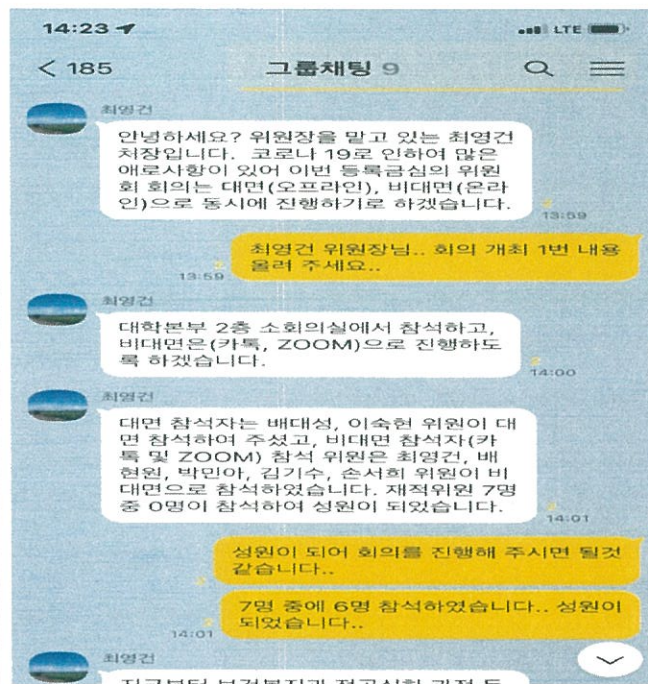 14:23
LTE
< 185
그룹채팅 9
최영건
안녕하세요? 위원장을 맡고 있는 최영건
처장입니다. 코로나 19로 인하여 많은
애로사항이 있어 이번 등록금심의 위원
회 회의는 대면(오프라인), 비대면(온라
인)으로 동시에 진행하기로 하겠습니다.
2
13:59
최영건 위원장님.. 회의 개최 1번 내용
올려 주세요..
2
13:59
최영건
대학본부 2층 소회의실에서 참석하고,
비대면은(카톡, ZOOM)으로 진행하도
록 하겠습니다.
2
14:00
최영건
대면 참석자는 배대성, 이숙현 위원이 대
면 참석하여 주셨고, 비대면 참석자(카
톡 및 ZOOM) 참석 위원은 최영건, 배
현원, 박민아, 김기수, 손서희 위원이 비
대면으로 참석하였습니다. 재적위원 7명
중 0명이 참석하여 성원이 되었습니다.
2
14:01
성원이 되어 회의를 진행해 주시면 될것
같습니다..
2
7명 중에 6명 참석하였습니다.. 성원이
되었습니다..
2
14:01
최영건